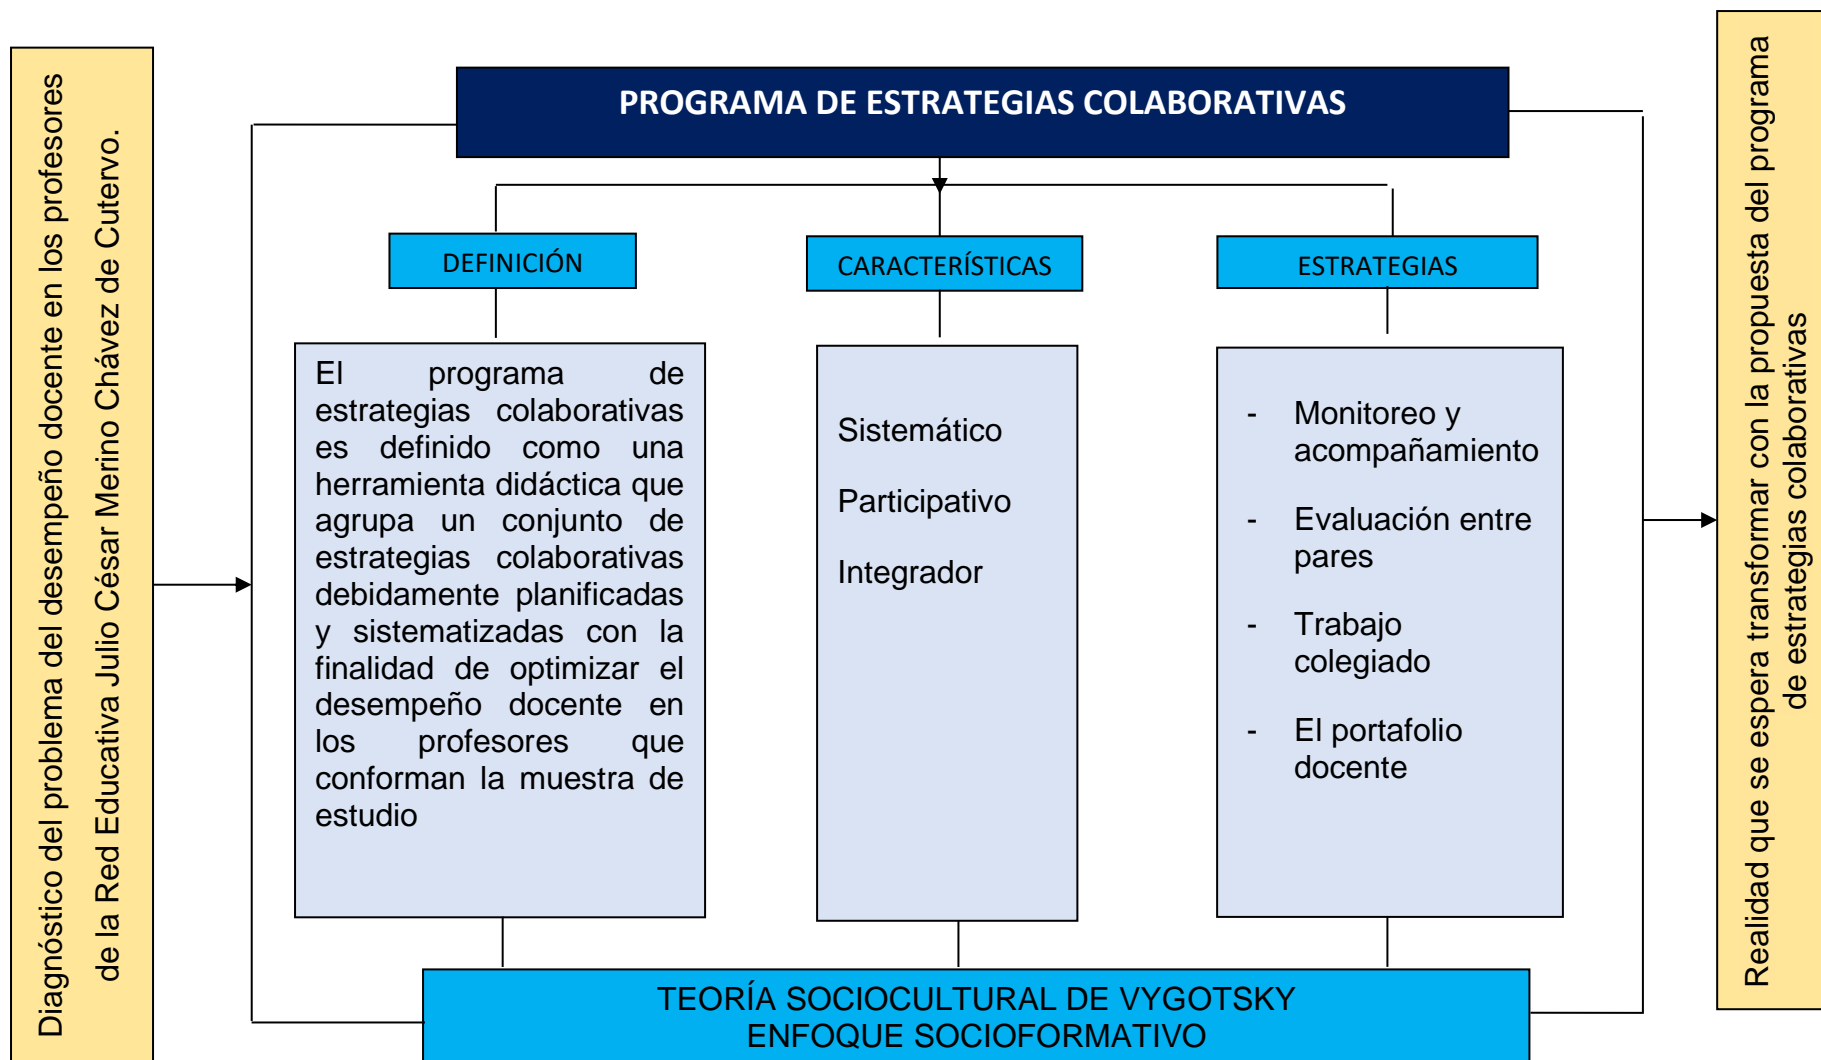 Diagnóstico del problema del desempeño docente en los profesores
de la Red Educativa Julio César Merino Chávez de Cutervo.
PROGRAMA DE ESTRATEGIAS COLABORATIVAS
DEFINICIÓN
El programa de
estrategias colaborativas
es definido como una
herramienta didáctica que
agrupa un conjunto de
estrategias colaborativas
debidamente planificadas
y sistematizadas con la
finalidad de optimizar el
desempeño docente en
los profesores que
conforman la muestra de
estudio
CARACTERÍSTICAS
Sistemático
Participativo
Integrador
ESTRATEGIAS
- Monitoreo y
acompañamiento
- Evaluación entre
pares
- Trabajo
colegiado
- El portafolio
docente
TEORÍA SOCIOCULTURAL DE VYGOTSKY
ENFOQUE SOCIOFORMATIVO
Realidad que se espera transformar con la propuesta del programa
de estrategias colaborativas